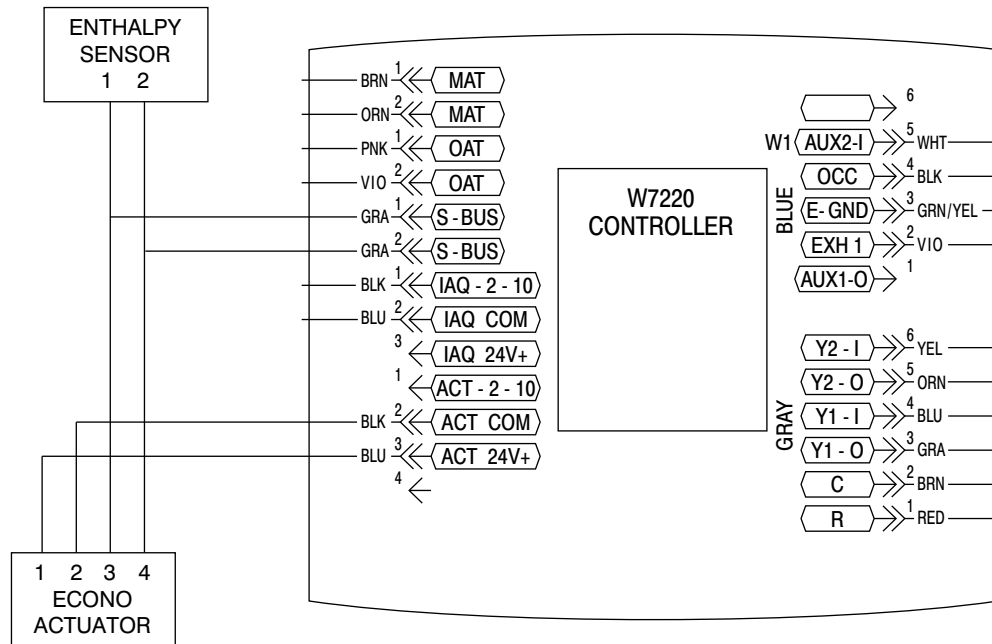 ENTHALPY
SENSOR
1 2
BRN 1 MAT
ORN 2 MAT
PNK 1 OAT
VIO 2 OAT
GRA 1 S-BUS
GRA 2 S-BUS
BLK 1 IAQ - 2 - 10
BLU 2 IAQ COM
3 IAQ 24V+
1 ACT - 2 - 10
BLK 2 ACT COM
BLU 3 ACT 24V+
4
1 2 3 4
ECONO
ACTUATOR
W7220
CONTROLLER
BLUE
6
W1 AUX2-I 5 WHT
OCC 4 BLK
E-GND 3 GRN/YEL
EXH 1 2 VIO
AUX1-O 1
GRAY
Y2 - I 6 YEL
Y2 - O 5 ORN
Y1 - I 4 BLU
Y1 - O 3 GRA
C 2 BRN
R 1 RED